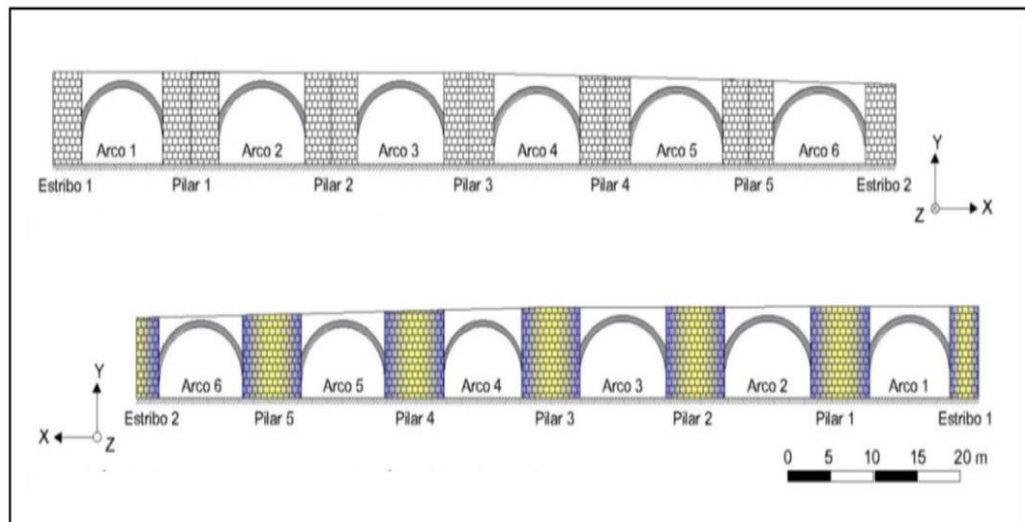 Arco 1 Arco 2 Arco 3 Arco 4 Arco 5 Arco 6
Estribo 1 Pilar 1 Pilar 2 Pilar 3 Pilar 4 Pilar 5 Estribo 2
Y
Z X
Arco 6 Arco 5 Arco 4 Arco 3 Arco 2 Arco 1
Estribo 2 Pilar 5 Pilar 4 Pilar 3 Pilar 2 Pilar 1 Estribo 1
Y
X Z
0 5 10 15 20 m